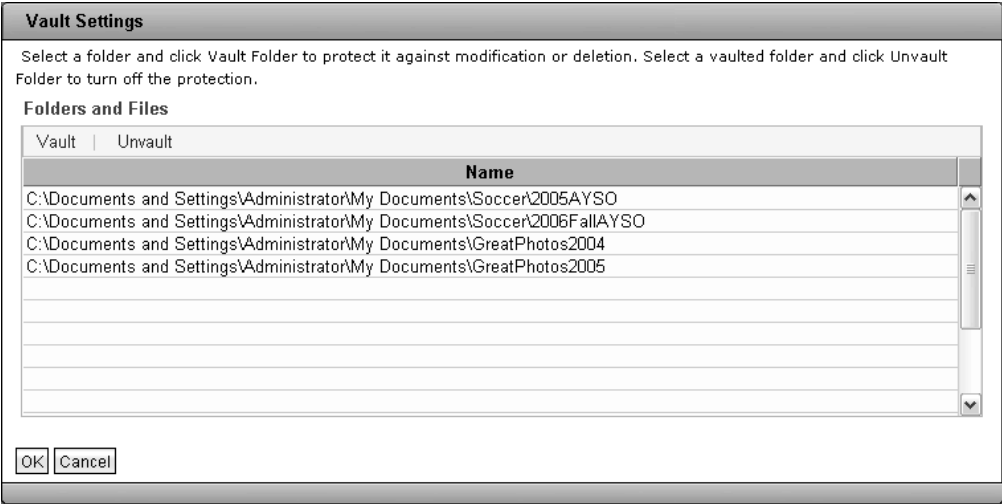 Vault Settings
Select a folder and click Vault Folder to protect it against modification or deletion. Select a vaulted folder and click Unvault
Folder to turn off the protection.
Folders and Files
Vault | Unvault
Name
C:\Documents and Settings\Administrator\My Documents\Soccer\2005AYSO
C:\Documents and Settings\Administrator\My Documents\Soccer\2006FallAYSO
C:\Documents and Settings\Administrator\My Documents\GreatPhotos2004
C:\Documents and Settings\Administrator\My Documents\GreatPhotos2005
OK Cancel